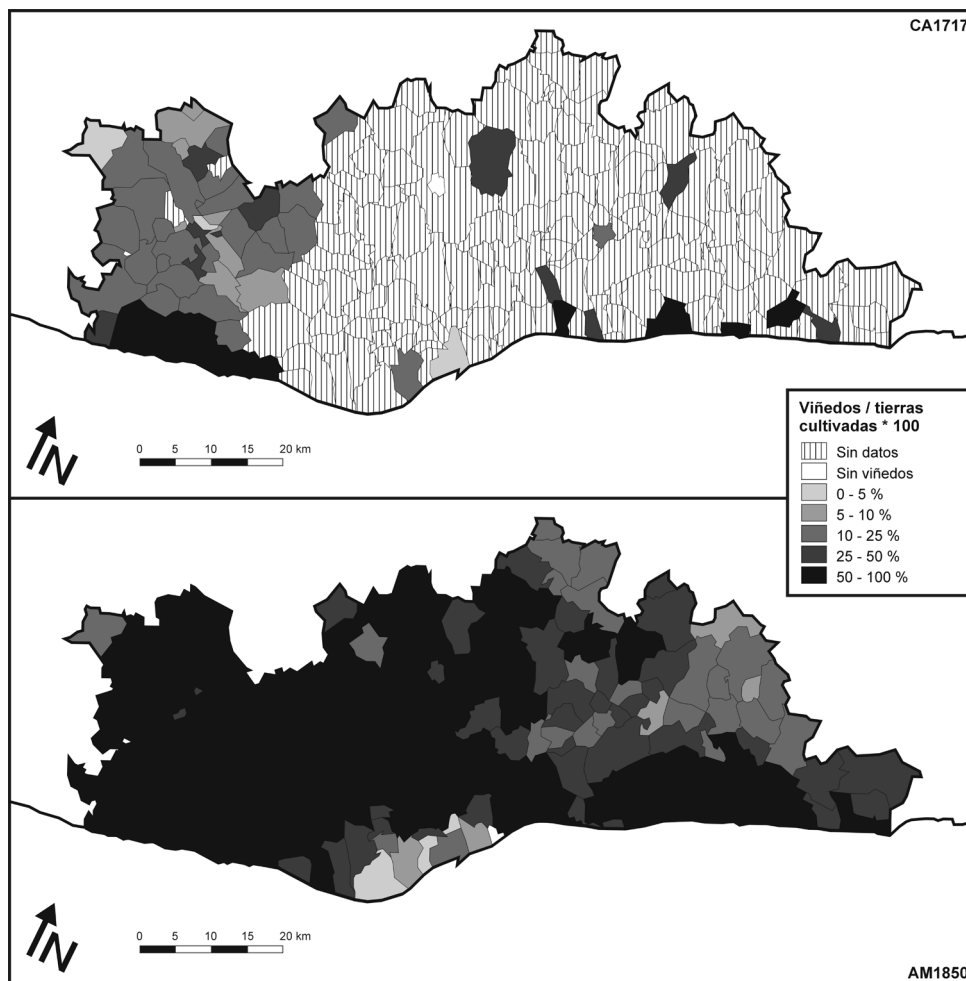 CA1717
N
0 5 10 15 20 km
Viñedos / tierras
cultivadas * 100
Sin datos
Sin viñedos
0 - 5 %
5 - 10 %
10 - 25 %
25 - 50 %
50 - 100 %
N
0 5 10 15 20 km
AM1850